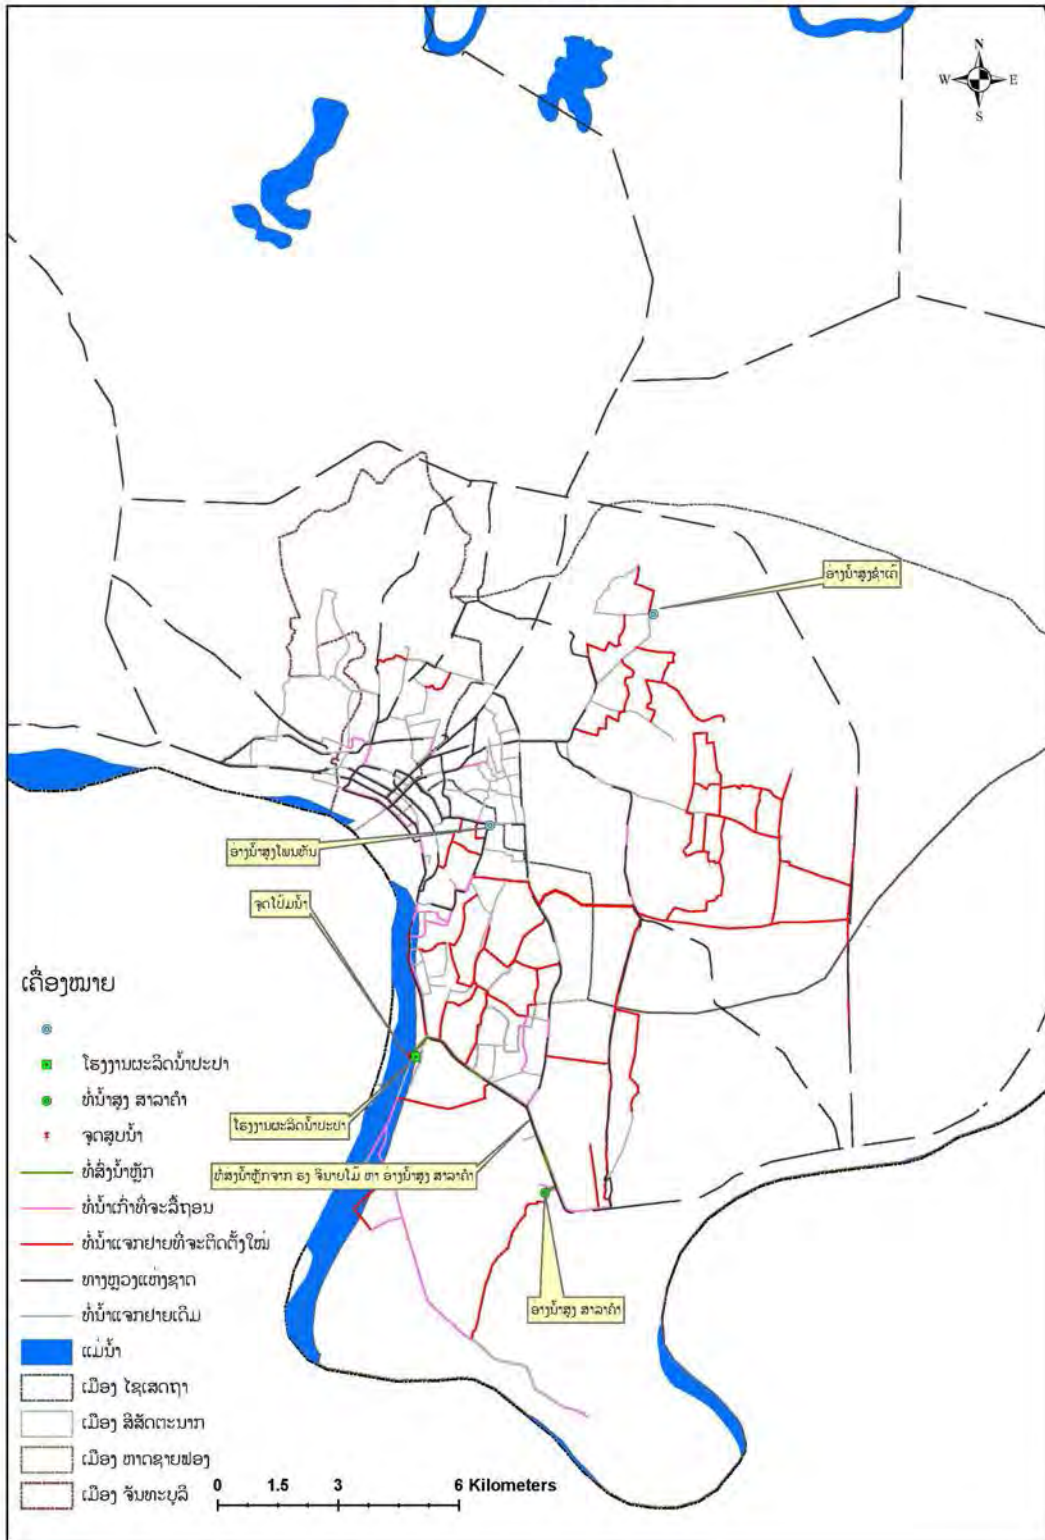 N
W E
S
ອ່າງນ້ຳສູງຊຳເຄ້
ອ່າງນ້ຳສູງໂພນທັນ
ຈຸດໂປ້ມນ້ຳ
ເຄື່ອງໝາຍ
ໂຮງງານຜະລິດນ້ຳປະປາ
ທໍ່ນ້ຳສູງ ສາລາຄຳ
ຈຸດສູບນ້ຳ
ໂຮງງານຜະລິດນ້ຳປະປາ
ທໍ່ສົ່ງນ້ຳຫຼັກ
ທໍ່ສົ່ງນ້ຳຫຼັກຈາກ ຮງ ຈິນາຍໂມ້ ຫາ ອ່າງນ້ຳສູງ ສາລາຄຳ
ທໍ່ນ້ຳເກົ່າທີ່ຈະລື້ຖອນ
ທໍ່ນ້ຳແຈກຢາຍທີ່ຈະຕິດຕັ້ງໃໝ່
ທາງຫຼວງແຫ່ງຊາດ
ທໍ່ນ້ຳແຈກຢາຍເດີມ
ອ່າງນ້ຳສູງ ສາລາຄຳ
ແມ່ນ້ຳ
ເມືອງ ໄຊເສດຖາ
ເມືອງ ສີສັດຕະນາກ
ເມືອງ ຫາດຊາຍຟອງ
ເມືອງ ຈັນທະບູລີ
0 1.5 3 6 Kilometers